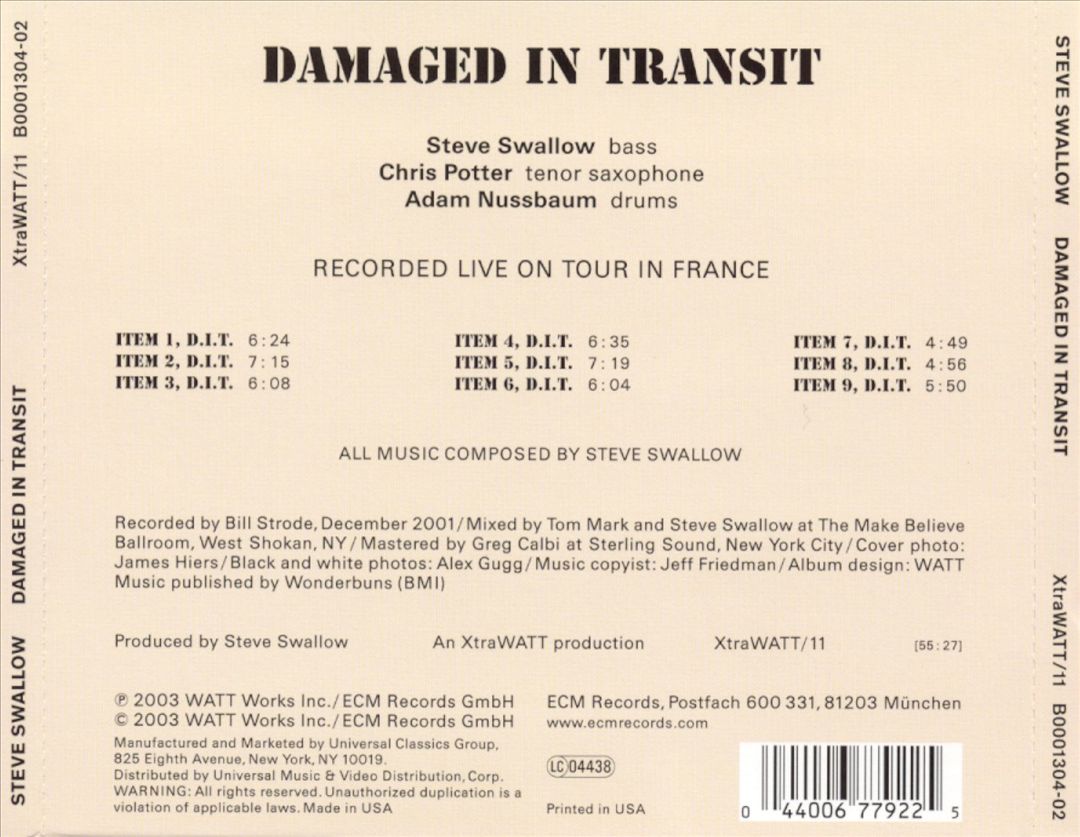 DAMAGED IN TRANSIT
Steve Swallow bass
Chris Potter tenor saxophone
Adam Nussbaum drums
RECORDED LIVE ON TOUR IN FRANCE
ITEM 1, D.I.T. 6:24
ITEM 2, D.I.T. 7:15
ITEM 3, D.I.T. 6:08
ITEM 4, D.I.T. 6:35
ITEM 5, D.I.T. 7:19
ITEM 6, D.I.T. 6:04
ITEM 7, D.I.T. 4:49
ITEM 8, D.I.T. 4:56
ITEM 9, D.I.T. 5:50
ALL MUSIC COMPOSED BY STEVE SWALLOW
Recorded by Bill Strode, December 2001/Mixed by Tom Mark and Steve Swallow at The Make Believe
Ballroom, West Shokan, NY/Mastered by Greg Calbi at Sterling Sound, New York City/Cover photo:
James Hiers/Black and white photos: Alex Gugg/Music copyist: Jeff Friedman/Album design: WATT
Music published by Wonderbuns (BMI)
Produced by Steve Swallow An XtraWATT production XtraWATT/11 [55:27]
℗ 2003 WATT Works Inc./ECM Records GmbH
© 2003 WATT Works Inc./ECM Records GmbH
Manufactured and Marketed by Universal Classics Group,
825 Eighth Avenue, New York, NY 10019.
Distributed by Universal Music & Video Distribution, Corp.
WARNING: All rights reserved. Unauthorized duplication is a
violation of applicable laws. Made in USA
ECM Records, Postfach 600 331, 81203 München
www.ecmrecords.com
LC 04438
Printed in USA
0 44006 77922 5
STEVE SWALLOW DAMAGED IN TRANSIT XtraWATT/11 B0001304-02
STEVE SWALLOW DAMAGED IN TRANSIT XtraWATT/11 B0001304-02